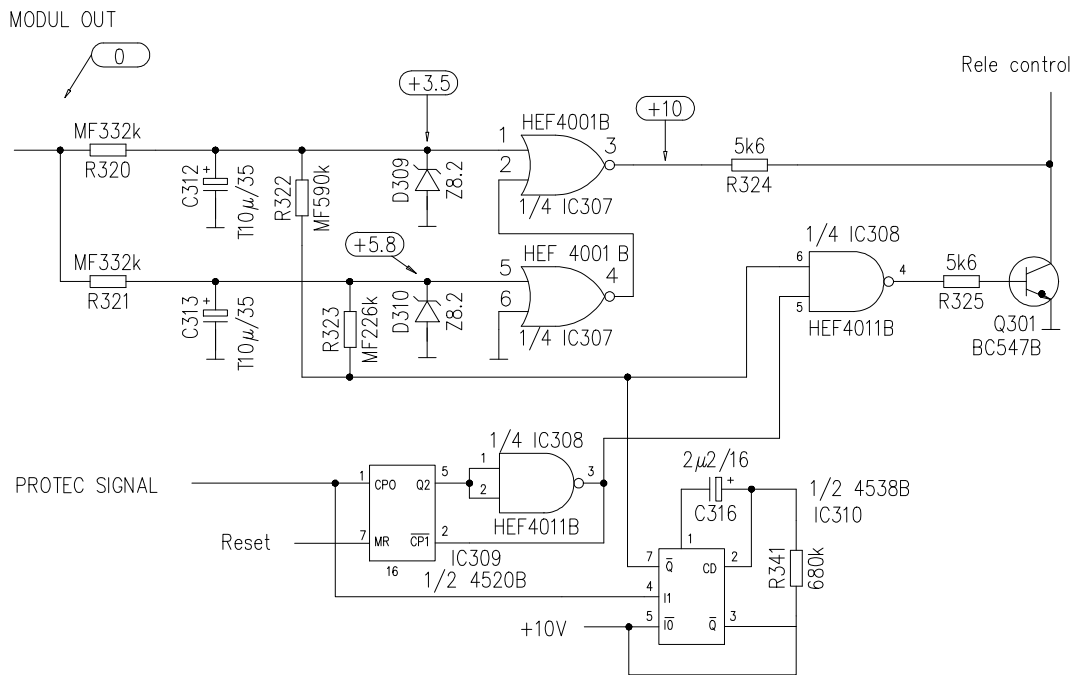 MODUL OUT
0
+3.5
+10
Rele control
MF332k
R320
C312
+
T10µ/35
R322
MF590k
D309
Z8.2
1
2
HEF4001B
3
1/4 IC307
5k6
R324
+5.8
MF332k
R321
C313
+
T10µ/35
R323
MF226k
D310
Z8.2
5
6
HEF 4001 B
4
1/4 IC307
1/4 IC308
6
5
4
HEF4011B
5k6
R325
Q301
BC547B
PROTEC SIGNAL
Reset
1
CPO
Q2
5
7
MR
CP1
2
16
IC309
1/2 4520B
1/4 IC308
1
2
3
HEF4011B
2µ2/16
+
C316
1/2 4538B
IC310
R341
680k
1
7
Q
CD
2
4
I1
5
I0
Q
3
+10V